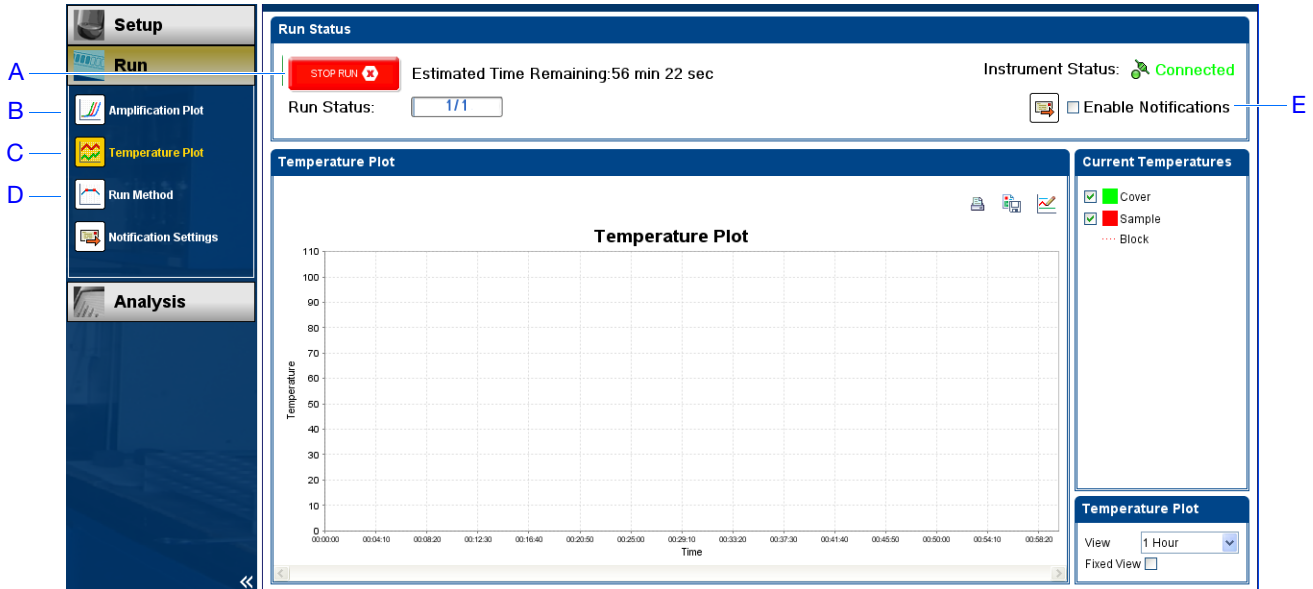 Setup
Run
Amplification Plot
Temperature Plot
Run Method
Notification Settings
Analysis
«
A
B
C
D
E
Run Status
STOP RUN
Estimated Time Remaining:56 min 22 sec
Instrument Status: Connected
Run Status: 1/1
Enable Notifications
Temperature Plot
Temperature Plot
Temperature
110
100
90
80
70
60
50
40
30
20
10
0
00:00:00 00:04:10 00:08:20 00:12:30 00:16:40 00:20:50 00:25:00 00:29:10 00:33:20 00:37:30 00:41:40 00:45:50 00:50:00 00:54:10 00:58:20
Time
Current Temperatures
Cover
Sample
Block
Temperature Plot
View 1 Hour
Fixed View